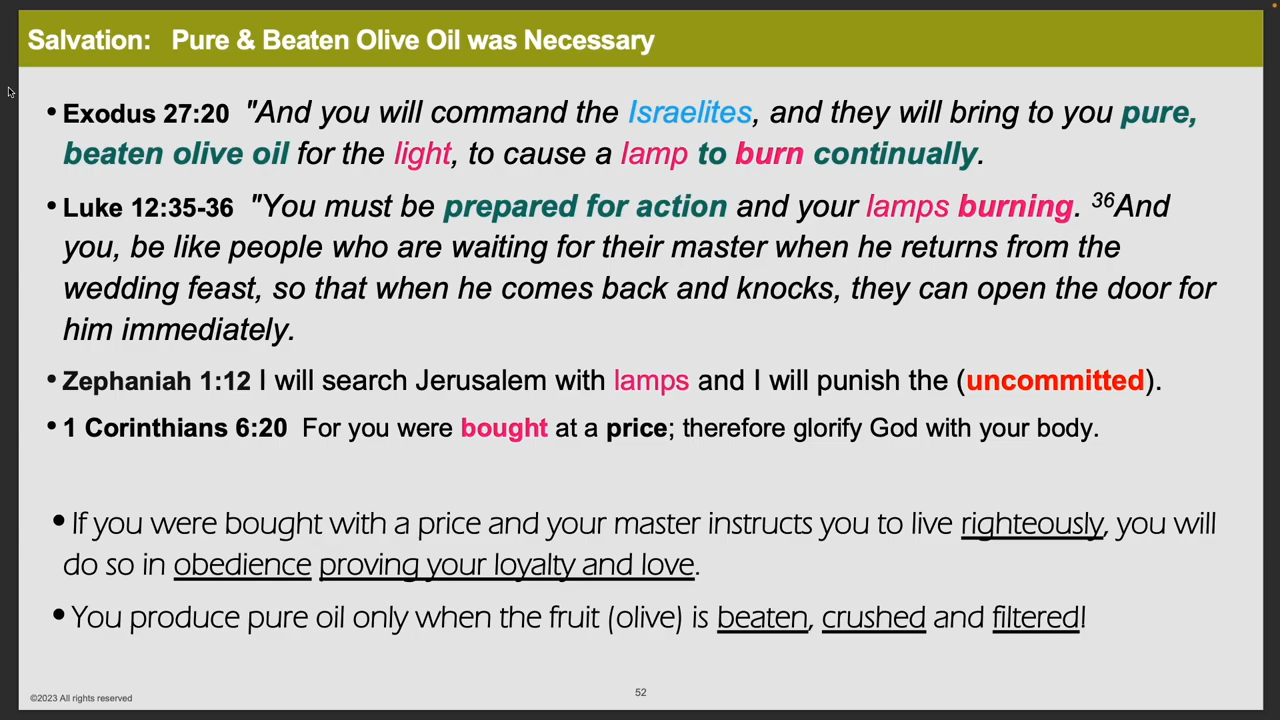 Salvation: Pure & Beaten Olive Oil was Necessary
• Exodus 27:20 "And you will command the Israelites, and they will bring to you pure,
beaten olive oil for the light, to cause a lamp to burn continually.
• Luke 12:35-36 "You must be prepared for action and your lamps burning. 36And
you, be like people who are waiting for their master when he returns from the
wedding feast, so that when he comes back and knocks, they can open the door for
him immediately.
• Zephaniah 1:12 I will search Jerusalem with lamps and I will punish the (uncommitted).
• 1 Corinthians 6:20 For you were bought at a price; therefore glorify God with your body.
• If you were bought with a price and your master instructs you to live righteously, you will
do so in obedience proving your loyalty and love.
• You produce pure oil only when the fruit (olive) is beaten, crushed and filtered!
©2023 All rights reserved
52